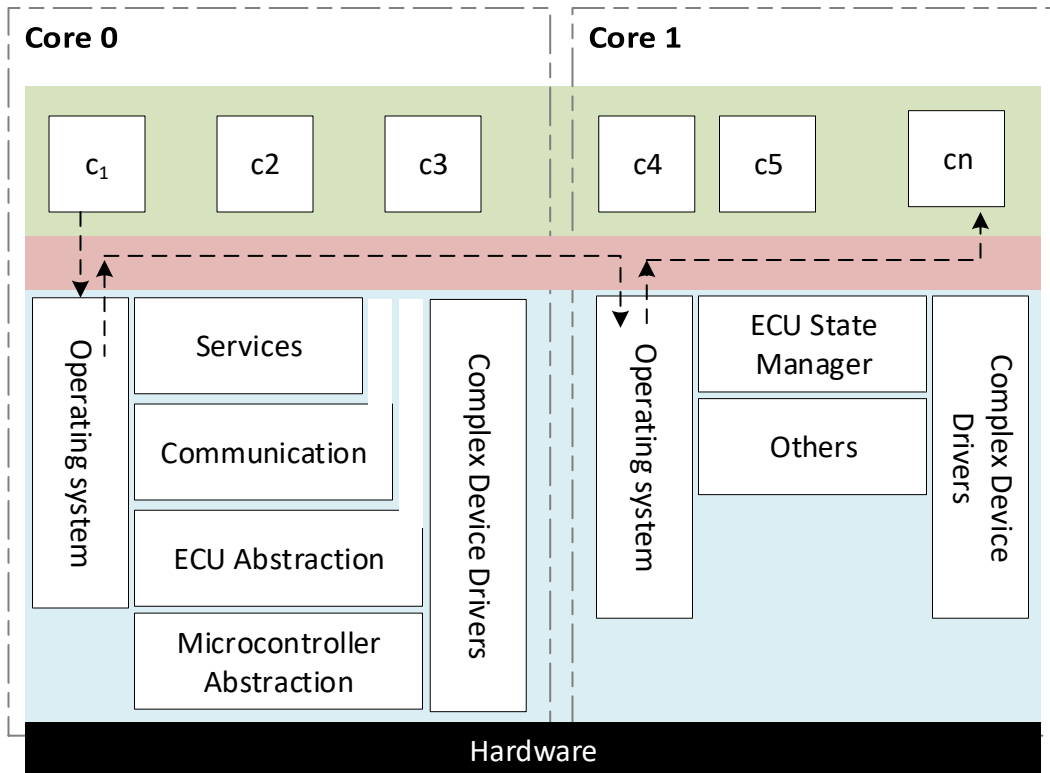 Core 0
Core 1
c₁
c2
c3
c4
c5
cn
Operating system
Services
Communication
ECU Abstraction
Microcontroller
Abstraction
Complex Device Drivers
Operating system
ECU State
Manager
Others
Complex Device
Drivers
Hardware